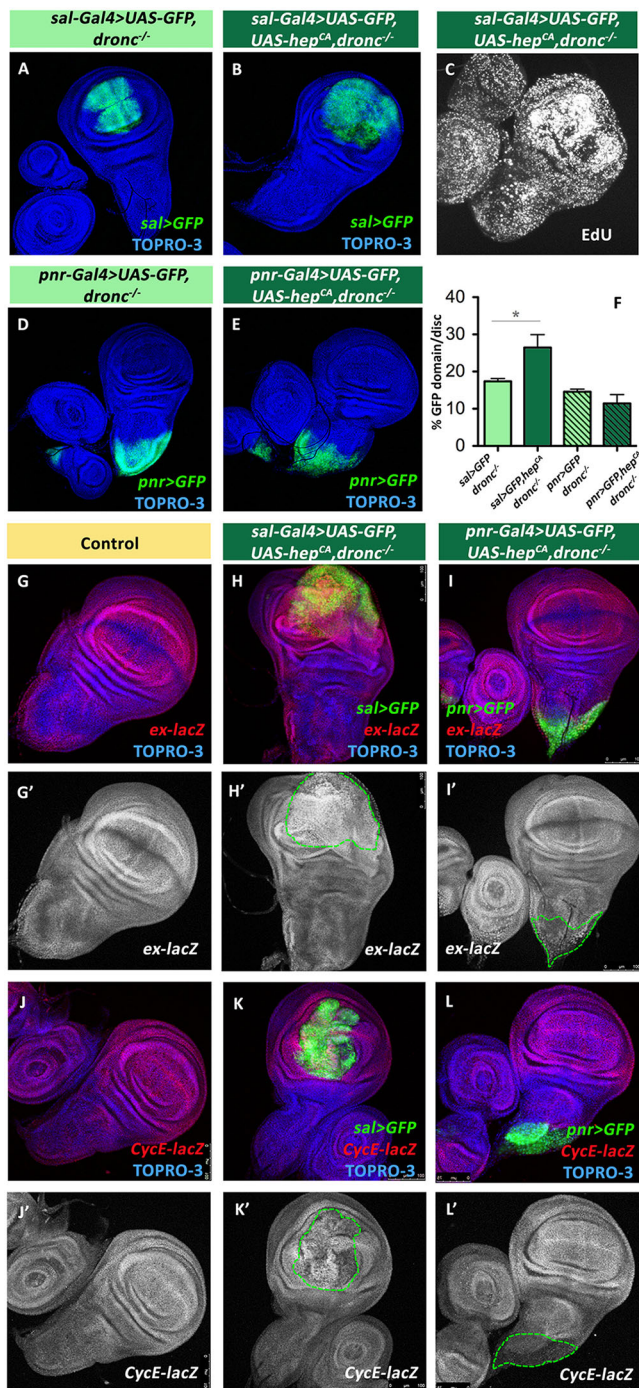 sal-Gal4>UAS-GFP,
dronc-/-
sal-Gal4>UAS-GFP,
UAS-hepCA,dronc-/-
sal-Gal4>UAS-GFP,
UAS-hepCA,dronc-/-
A
sal>GFP
TOPRO-3
B
sal>GFP
TOPRO-3
C
EdU
pnr-Gal4>UAS-GFP,
dronc-/-
pnr-Gal4>UAS-GFP,
UAS-hepCA,dronc-/-
D
pnr>GFP
TOPRO-3
E
pnr>GFP
TOPRO-3
F
% GFP domain/disc
40
30
20
10
0
*
sal>GFP
dronc-/-
sal>GFP,hepCA
dronc-/-
pnr>GFP
dronc-/-
pnr>GFP,hepCA
dronc-/-
Control
sal-Gal4>UAS-GFP,
UAS-hepCA,dronc-/-
pnr-Gal4>UAS-GFP,
UAS-hepCA,dronc-/-
G
ex-lacZ
TOPRO-3
H
sal>GFP
ex-lacZ
TOPRO-3
I
pnr>GFP
ex-lacZ
TOPRO-3
G'
ex-lacZ
H'
ex-lacZ
I'
ex-lacZ
J
CycE-lacZ
TOPRO-3
K
sal>GFP
CycE-lacZ
TOPRO-3
L
pnr>GFP
CycE-lacZ
TOPRO-3
J'
CycE-lacZ
K'
CycE-lacZ
L'
CycE-lacZ